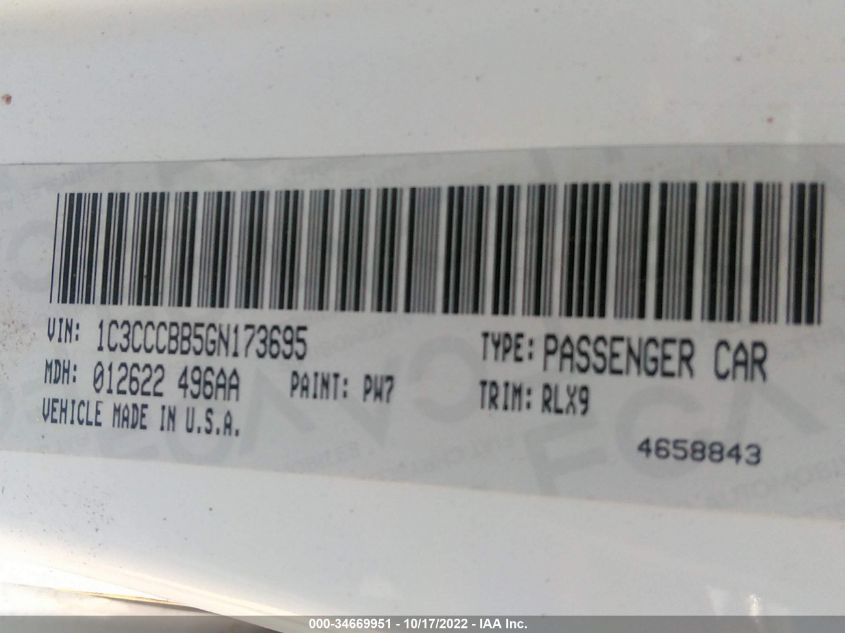 VIN: 1C3CCCBB5GN173695
TYPE: PASSENGER CAR
MDH: 012622 496AA
PAINT: PW7
TRIM: RLX9
VEHICLE MADE IN U.S.A.
4658843
000-34669951 - 10/17/2022 - IAA Inc.